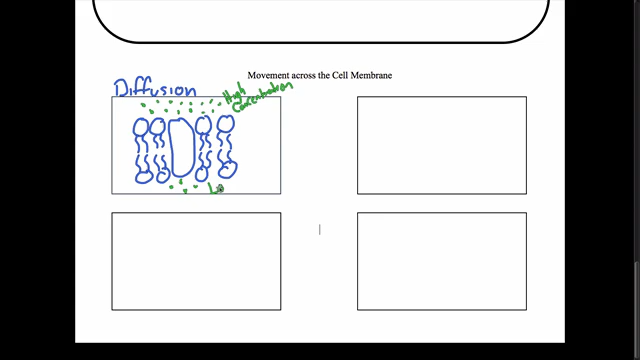 Movement across the Cell Membrane
Diffusion
High
Concentration
Lo